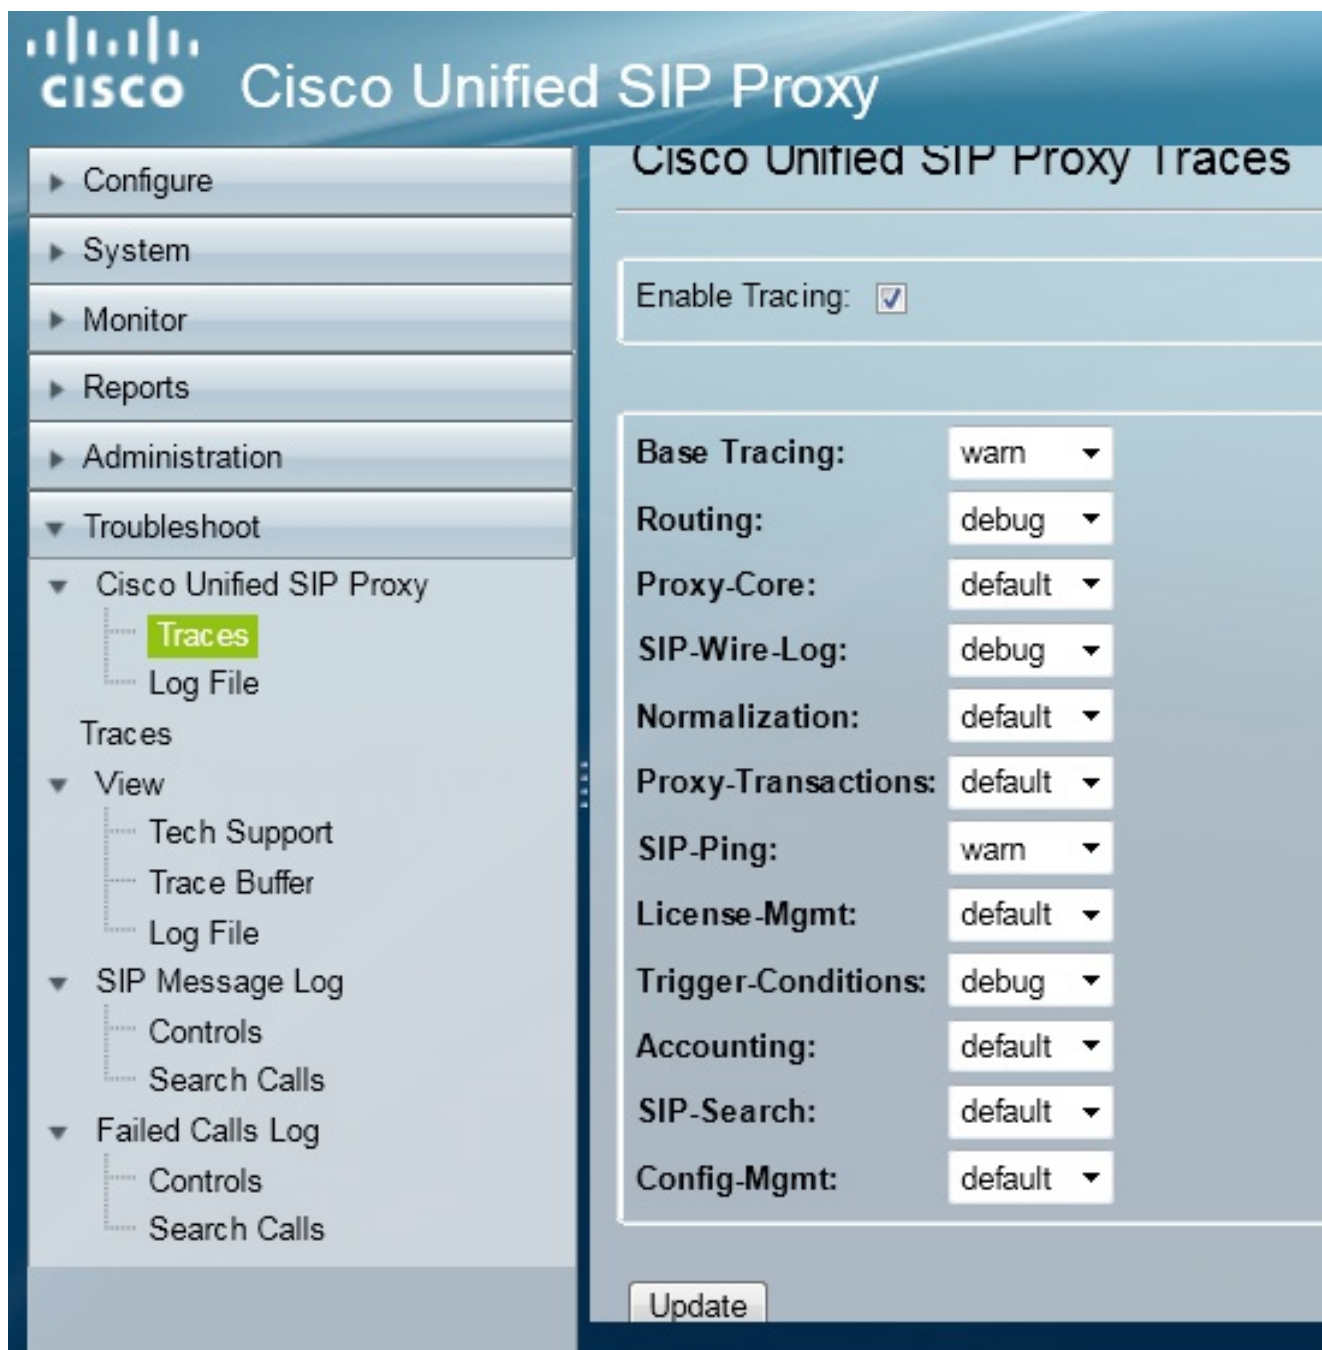 CISCO Cisco Unified SIP Proxy
Configure
System
Monitor
Reports
Administration
Troubleshoot
Cisco Unified SIP Proxy
Traces
Log File
Traces
View
Tech Support
Trace Buffer
Log File
SIP Message Log
Controls
Search Calls
Failed Calls Log
Controls
Search Calls
Cisco Unified SIP Proxy Traces
Enable Tracing:
Base Tracing: warn
Routing: debug
Proxy-Core: default
SIP-Wire-Log: debug
Normalization: default
Proxy-Transactions: default
SIP-Ping: warn
License-Mgmt: default
Trigger-Conditions: debug
Accounting: default
SIP-Search: default
Config-Mgmt: default
Update